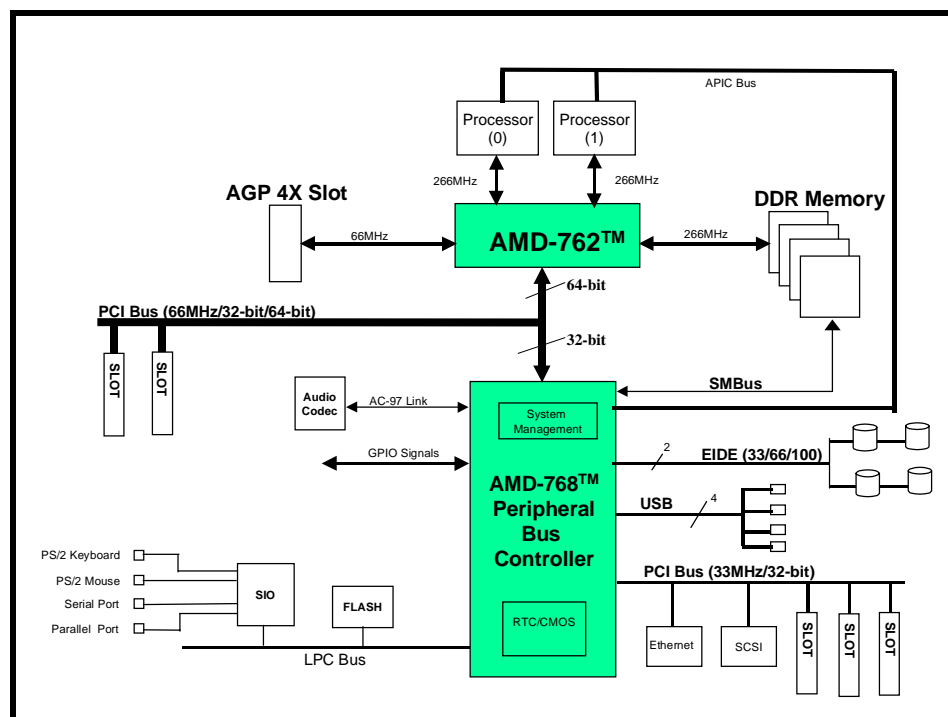 APIC Bus
Processor
(0)
Processor
(1)
266MHz
266MHz
AGP 4X Slot
DDR Memory
66MHz
AMD-762TM
266MHz
64-bit
PCI Bus (66MHz/32-bit/64-bit)
32-bit
SLOT
SLOT
SMBus
Audio
Codec
AC-97 Link
System
Management
GPIO Signals
2
EIDE (33/66/100)
AMD-768TM
Peripheral
Bus
Controller
USB
4
PS/2 Keyboard
PS/2 Mouse
Serial Port
Parallel Port
SIO
FLASH
LPC Bus
RTC/CMOS
PCI Bus (33MHz/32-bit)
Ethernet
SCSI
SLOT
SLOT
SLOT